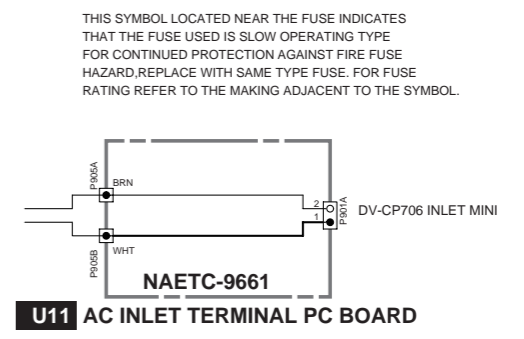 THIS SYMBOL LOCATED NEAR THE FUSE INDICATES
THAT THE FUSE USED IS SLOW OPERATING TYPE
FOR CONTINUED PROTECTION AGAINST FIRE FUSE
HAZARD,REPLACE WITH SAME TYPE FUSE. FOR FUSE
RATING REFER TO THE MAKING ADJACENT TO THE SYMBOL.
P905A
BRN
2
1
P901A
DV-CP706 INLET MINI
P905B
WHT
NAETC-9661
U11 AC INLET TERMINAL PC BOARD